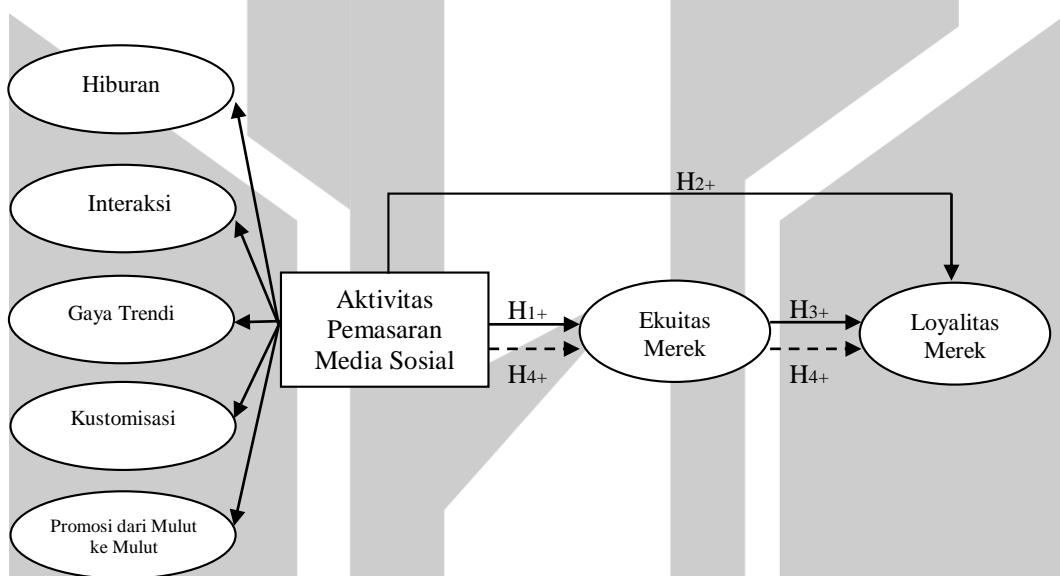 Hiburan
Interaksi
Gaya Trendi
Kustomisasi
Promosi dari Mulut
ke Mulut
Aktivitas
Pemasaran
Media Sosial
H2+
H1+
H4+
Ekuitas
Merek
H3+
H4+
Loyalitas
Merek